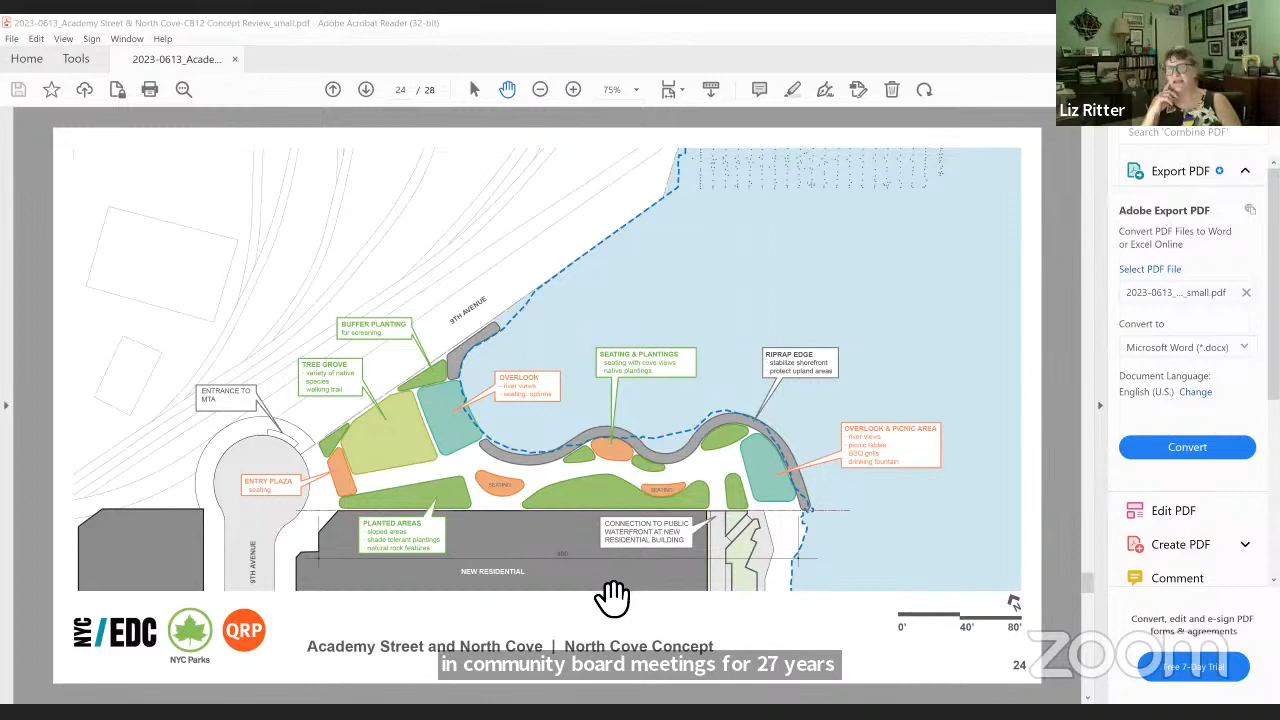 2023-0613_Academy Street & North Cove-CB12 Concept Review_small.pdf - Adobe Acrobat Reader (32-bit)
File Edit View Sign Window Help
Home Tools 2023-0613_Acade... ×
24 / 28 75%
Liz Ritter
Search 'Combine PDF'
Export PDF
Adobe Export PDF
Convert PDF Files to Word
or Excel Online
Select PDF File
2023-0613_..._small.pdf
Convert to
Microsoft Word (*.docx)
Document Language:
English (U.S.) Change
Convert
Edit PDF
Create PDF
Comment
Convert, edit and e-sign PDF
forms & agreements
Free 7-Day Trial
zoom
9TH AVENUE
BUFFER PLANTING
for screening
TREE GROVE
variety of native
species
walking trail
ENTRANCE TO
MTA
OVERLOOK
- river views
- seating options
SEATING & PLANTINGS
seating with cove views
native plantings
RIPRAP EDGE
stabilize shorefront
protect upland areas
OVERLOOK & PICNIC AREA
river views
picnic tables
BBQ grills
drinking fountain
ENTRY PLAZA
seating
SEATING
SEATING
PLANTED AREAS
sloped areas
shade tolerant plantings
natural rock features
CONNECTION TO PUBLIC
WATERFRONT AT NEW
RESIDENTIAL BUILDING
9TH AVENUE
NEW RESIDENTIAL
N
0' 40' 80'
NYC/EDC
NYC Parks
QRP
Academy Street and North Cove | North Cove Concept
24
in community board meetings for 27 years